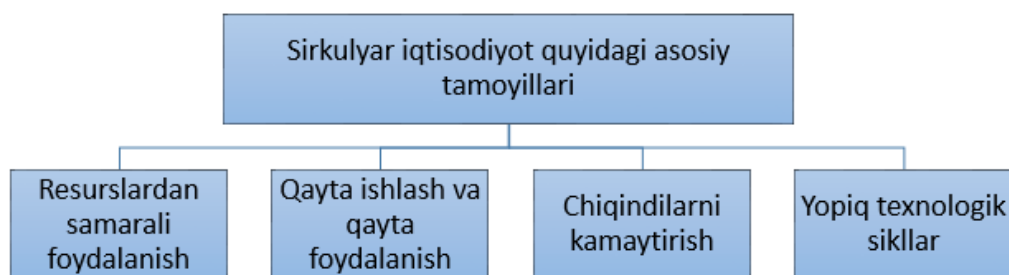 Sirkulyar iqtisodiyot quyidagi asosiy
tamoyillari
Resurslardan
samarali
foydalanish
Qayta ishlash va
qayta
foydalanish
Chiqindilarni
kamaytirish
Yopiq texnologik
sikllar